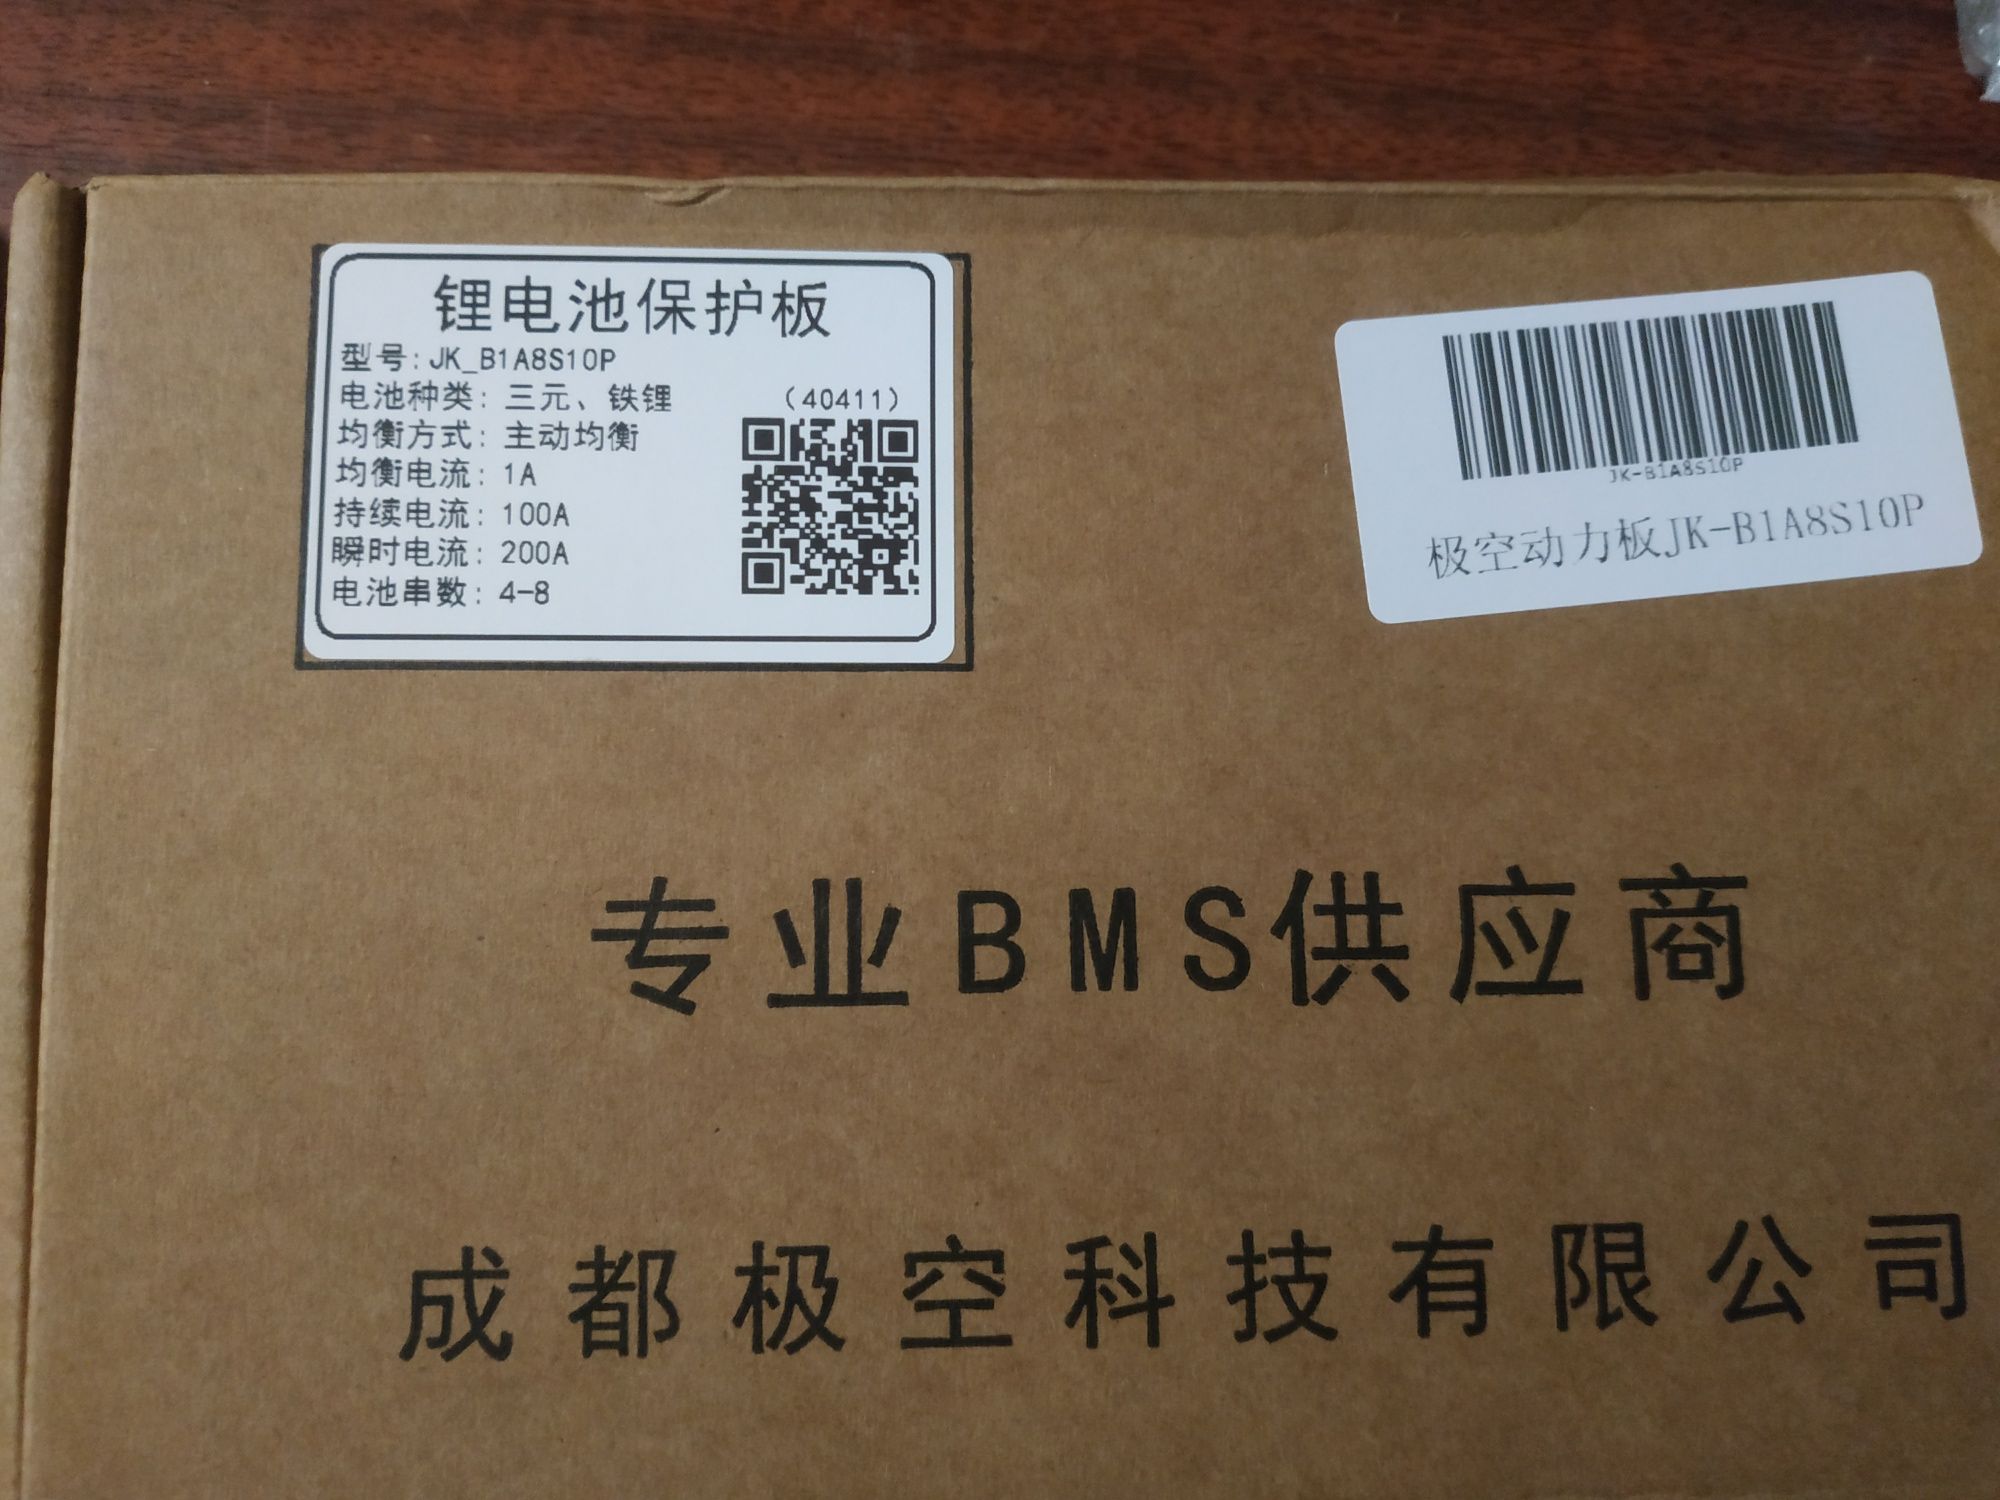 锂电池保护板
型号: JK_B1A8S10P
电池种类: 三元、铁锂
(40411)
均衡方式: 主动均衡
均衡电流: 1A
持续电流: 100A
瞬时电流: 200A
电池串数: 4-8
JK-B1A8S10P
极空动力板JK-B1A8S10P
专业BMS供应商
成都极空科技有限公司